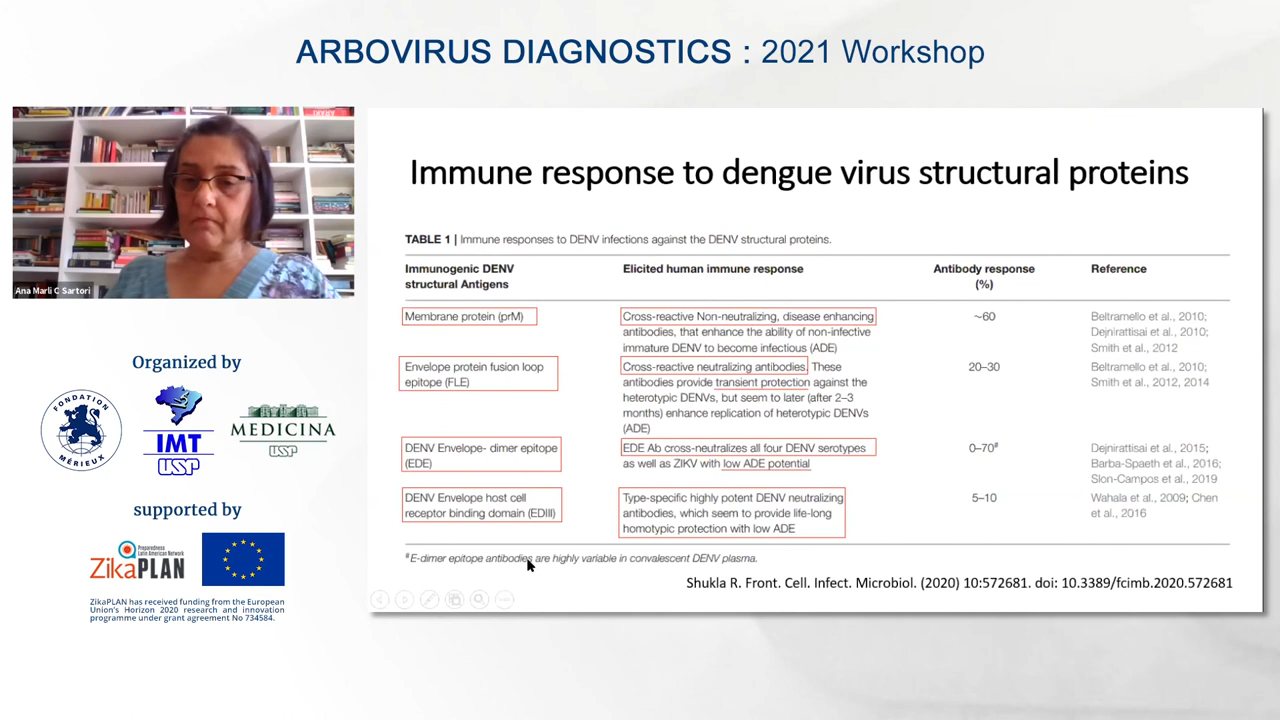 ARBOVIRUS DIAGNOSTICS : 2021 Workshop
Ana Marli C Sartori
Organized by
FONDATION
MÉRIEUX
IMT
USP
MEDICINA
USP
supported by
Preparedness
Latin American Network
ZikaPLAN
ZikaPLAN has received funding from the European
Union's Horizon 2020 research and innovation
programme under grant agreement No 734584.
Immune response to dengue virus structural proteins
TABLE 1 | Immune responses to DENV infections against the DENV structural proteins.
Immunogenic DENV
structural Antigens
Elicited human immune response
Antibody response
(%)
Reference
Membrane protein (prM)
Cross-reactive Non-neutralizing, disease enhancing
antibodies, that enhance the ability of non-infective
immature DENV to become infectious (ADE)
~60
Beltramello et al., 2010;
Dejnirattisai et al., 2010;
Smith et al., 2012
Envelope protein fusion loop
epitope (FLE)
Cross-reactive neutralizing antibodies. These
antibodies provide transient protection against the
heterotypic DENVs, but seem to later (after 2–3
months) enhance replication of heterotypic DENVs
(ADE)
20–30
Beltramello et al., 2010;
Smith et al., 2012, 2014
DENV Envelope- dimer epitope
(EDE)
EDE Ab cross-neutralizes all four DENV serotypes
as well as ZIKV with low ADE potential
0–70#
Dejnirattisai et al., 2015;
Barba-Spaeth et al., 2016;
Slon-Campos et al., 2019
DENV Envelope host cell
receptor binding domain (EDIII)
Type-specific highly potent DENV neutralizing
antibodies, which seem to provide life-long
homotypic protection with low ADE
5–10
Wahala et al., 2009; Chen
et al., 2016
#E-dimer epitope antibodies are highly variable in convalescent DENV plasma.
Shukla R. Front. Cell. Infect. Microbiol. (2020) 10:572681. doi: 10.3389/fcimb.2020.572681